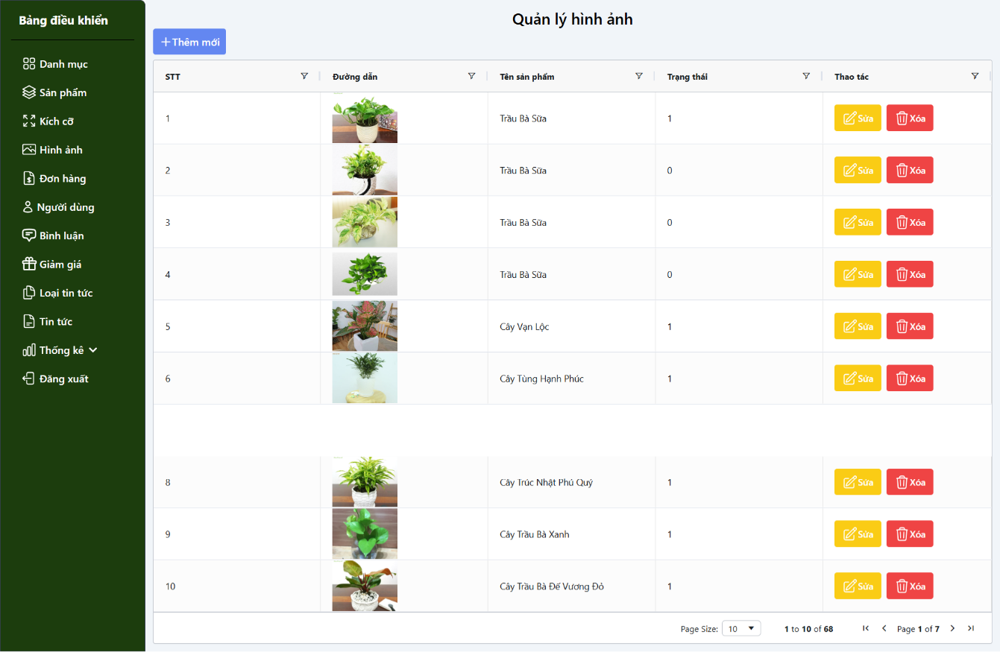 Bảng điều khiển
Danh mục
Sản phẩm
Kích cỡ
Hình ảnh
Đơn hàng
Người dùng
Bình luận
Giảm giá
Loại tin tức
Tin tức
Thống kê
Đăng xuất
Quản lý hình ảnh
+Thêm mới
STT Đường dẫn Tên sản phẩm Trạng thái Thao tác
1 Trầu Bà Sữa 1 Sửa Xóa
2 Trầu Bà Sữa 0 Sửa Xóa
3 Trầu Bà Sữa 0 Sửa Xóa
4 Trầu Bà Sữa 0 Sửa Xóa
5 Cây Vạn Lộc 1 Sửa Xóa
6 Cây Tùng Hạnh Phúc 1 Sửa Xóa
8 Cây Trúc Nhật Phú Quý 1 Sửa Xóa
9 Cây Trầu Bà Xanh 1 Sửa Xóa
10 Cây Trầu Bà Đế Vương Đỏ 1 Sửa Xóa
Page Size: 10 1 to 10 of 68 Page 1 of 7